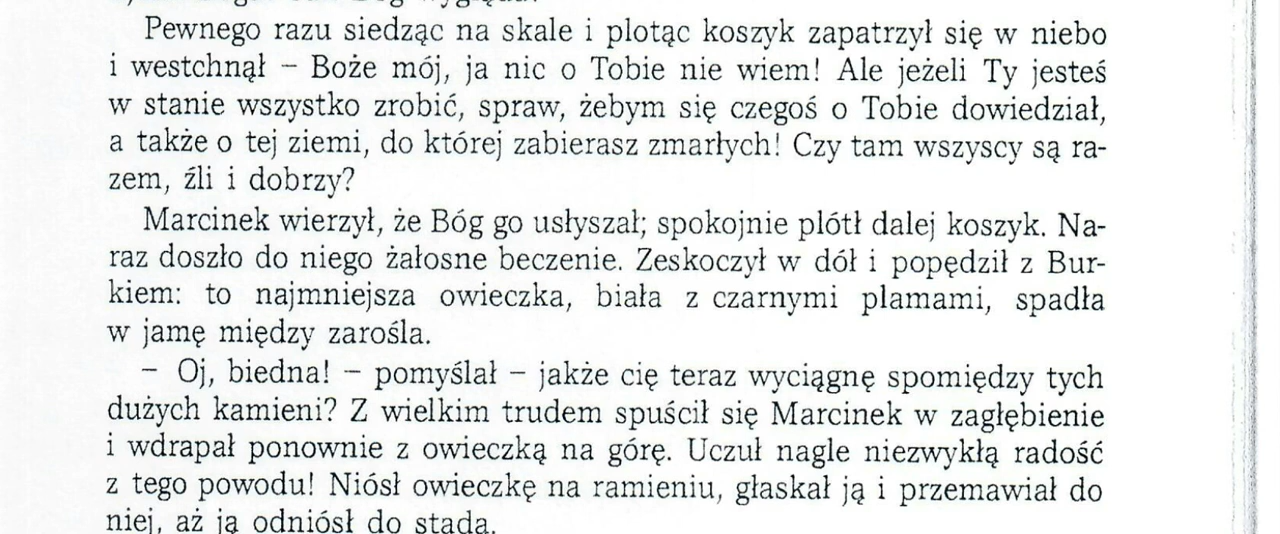 Pewnego razu siedząc na skale i plotąc koszyk zapatrzył się w niebo
i westchnął – Boże mój, ja nic o Tobie nie wiem! Ale jeżeli Ty jesteś
w stanie wszystko zrobić, spraw, żebym się czegoś o Tobie dowiedział,
a także o tej ziemi, do której zabierasz zmarłych! Czy tam wszyscy są ra-
zem, źli i dobrzy?
Marcinek wierzył, że Bóg go usłyszał; spokojnie plótł dalej koszyk. Na-
raz doszło do niego żałosne beczenie. Zeskoczył w dół i popędził z Bur-
kiem: to najmniejsza owieczka, biała z czarnymi plamami, spadła
w jamę między zarośla.
– Oj, biedna! – pomyślał – jakże cię teraz wyciągnę spomiędzy tych
dużych kamieni? Z wielkim trudem spuścił się Marcinek w zagłębienie
i wdrapał ponownie z owieczką na górę. Uczuł nagle niezwykłą radość
z tego powodu! Niósł owieczkę na ramieniu, głaskał ją i przemawiał do
niej, aż ją odniósł do stada.